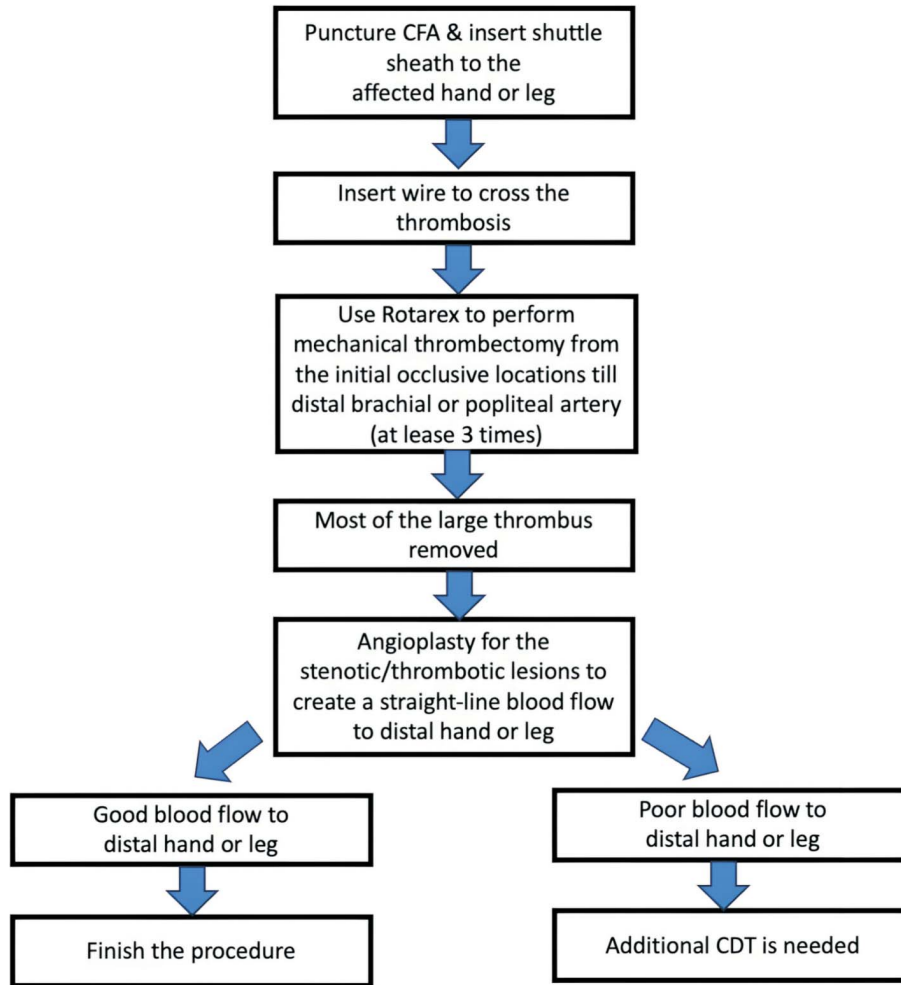 Puncture CFA & insert shuttle
sheath to the
affected hand or leg
Insert wire to cross the
thrombosis
Use Rotarex to perform
mechanical thrombectomy from
the initial occlusive locations till
distal brachial or popliteal artery
(at lease 3 times)
Most of the large thrombus
removed
Angioplasty for the
stenotic/thrombotic lesions to
create a straight-line blood flow
to distal hand or leg
Good blood flow to
distal hand or leg
Poor blood flow to
distal hand or leg
Finish the procedure
Additional CDT is needed